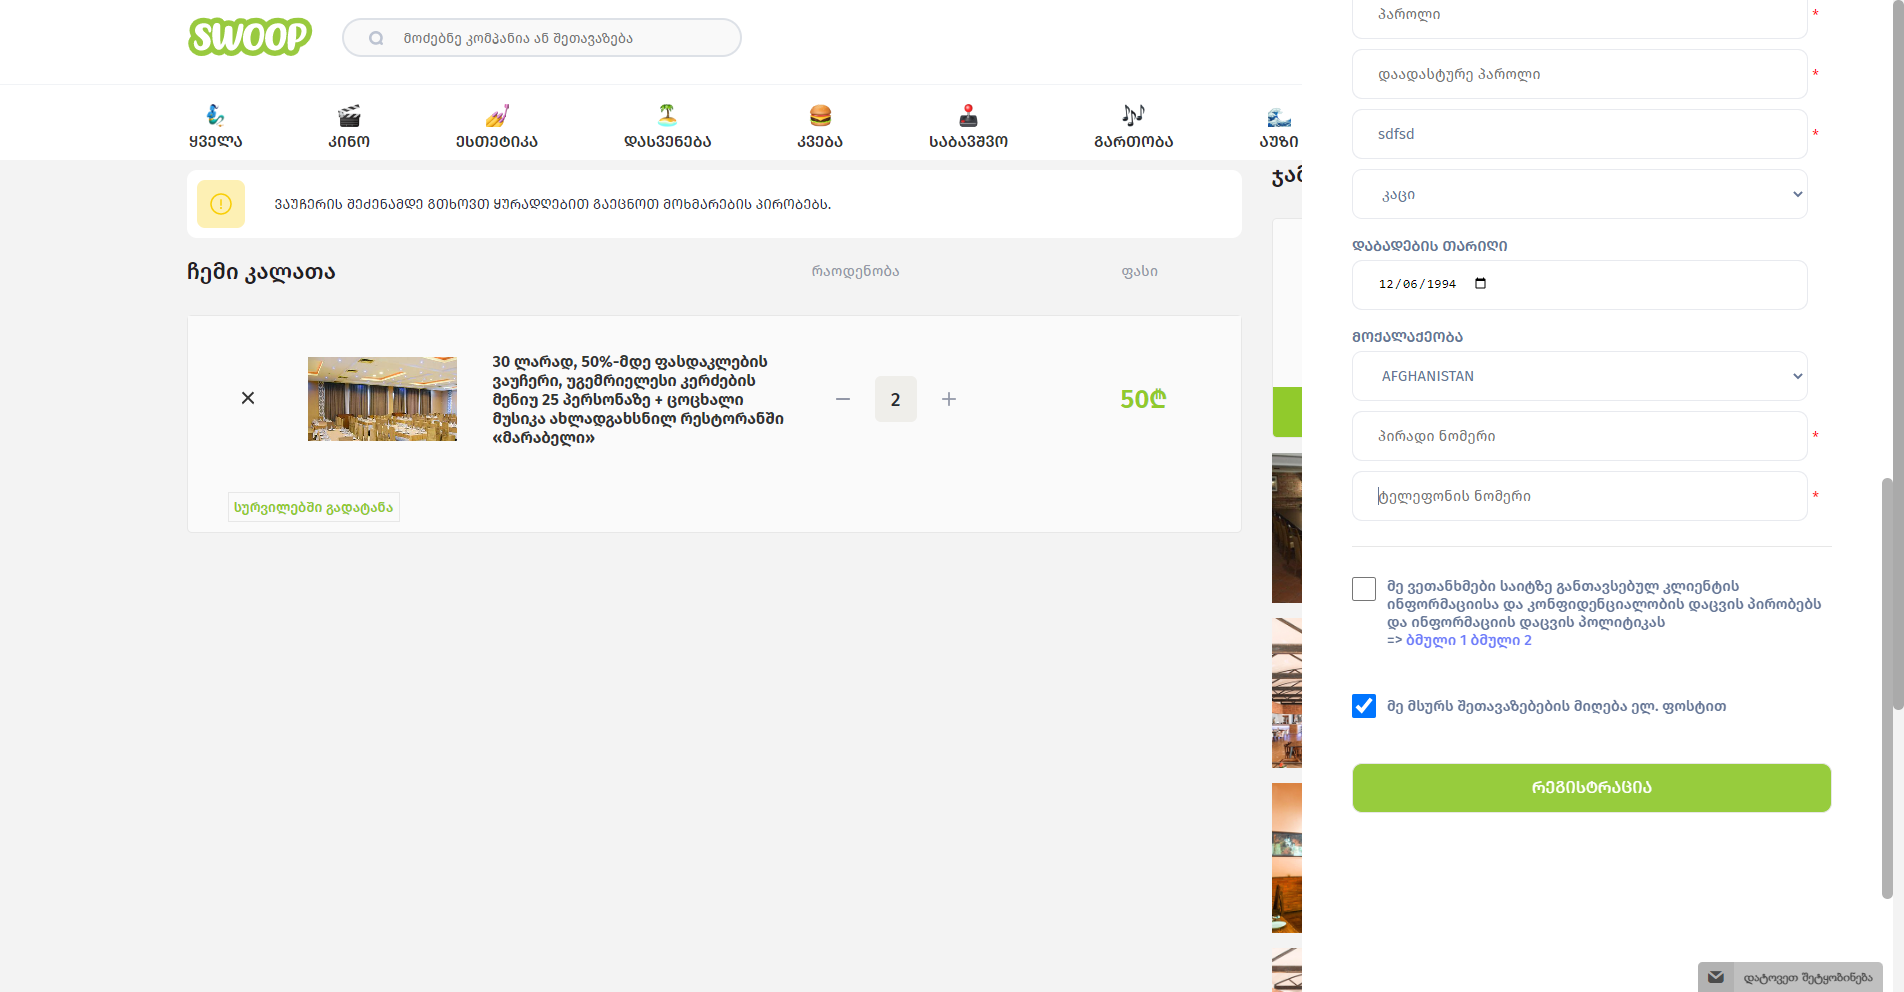 SWOOP
მოძებნე კომპანია ან შეთავაზება
ყველა
კინო
ესთეტიკა
დასვენება
კვება
საბავშვო
გართობა
აუზი
ვაუჩერის შეძენამდე გთხოვთ ყურადღებით გაეცნოთ მოხმარების პირობებს.
ჩემი კალათა
რაოდენობა
ფასი
30 ლარად, 50%-მდე ფასდაკლების
ვაუჩერი, უგემრიელესი კერძების
მენიუ 25 პერსონაზე + ცოცხალი
მუსიკა ახლადგახსნილ რესტორანში
«მარაბელი»
2
50₾
სურვილებში გადატანა
პაროლი *
დაადასტურე პაროლი *
sdfsd *
კაცი
დაბადების თარიღი
12/06/1994
მოქალაქეობა
AFGHANISTAN
პირადი ნომერი *
ტელეფონის ნომერი *
მე ვეთანხმები საიტზე განთავსებულ კლიენტის
ინფორმაციისა და კონფიდენციალობის დაცვის პირობებს
და ინფორმაციის დაცვის პოლიტიკას
=> ბმული 1 ბმული 2
მე მსურს შეთავაზებების მიღება ელ. ფოსტით
რეგისტრაცია
დატოვეთ შეტყობინება